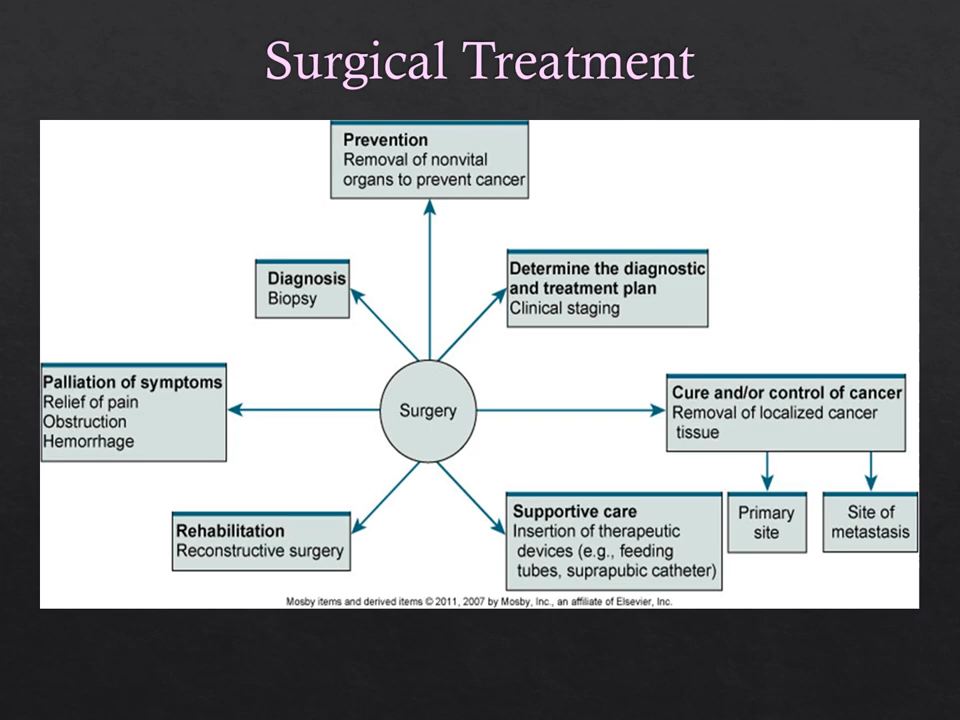 Surgical Treatment
Prevention
Removal of nonvital
organs to prevent cancer
Diagnosis
Biopsy
Determine the diagnostic
and treatment plan
Clinical staging
Palliation of symptoms
Relief of pain
Obstruction
Hemorrhage
Surgery
Cure and/or control of cancer
Removal of localized cancer
tissue
Rehabilitation
Reconstructive surgery
Supportive care
Insertion of therapeutic
devices (e.g., feeding
tubes, suprapubic catheter)
Primary
site
Site of
metastasis
Mosby items and derived items © 2011, 2007 by Mosby, Inc., an affiliate of Elsevier, Inc.